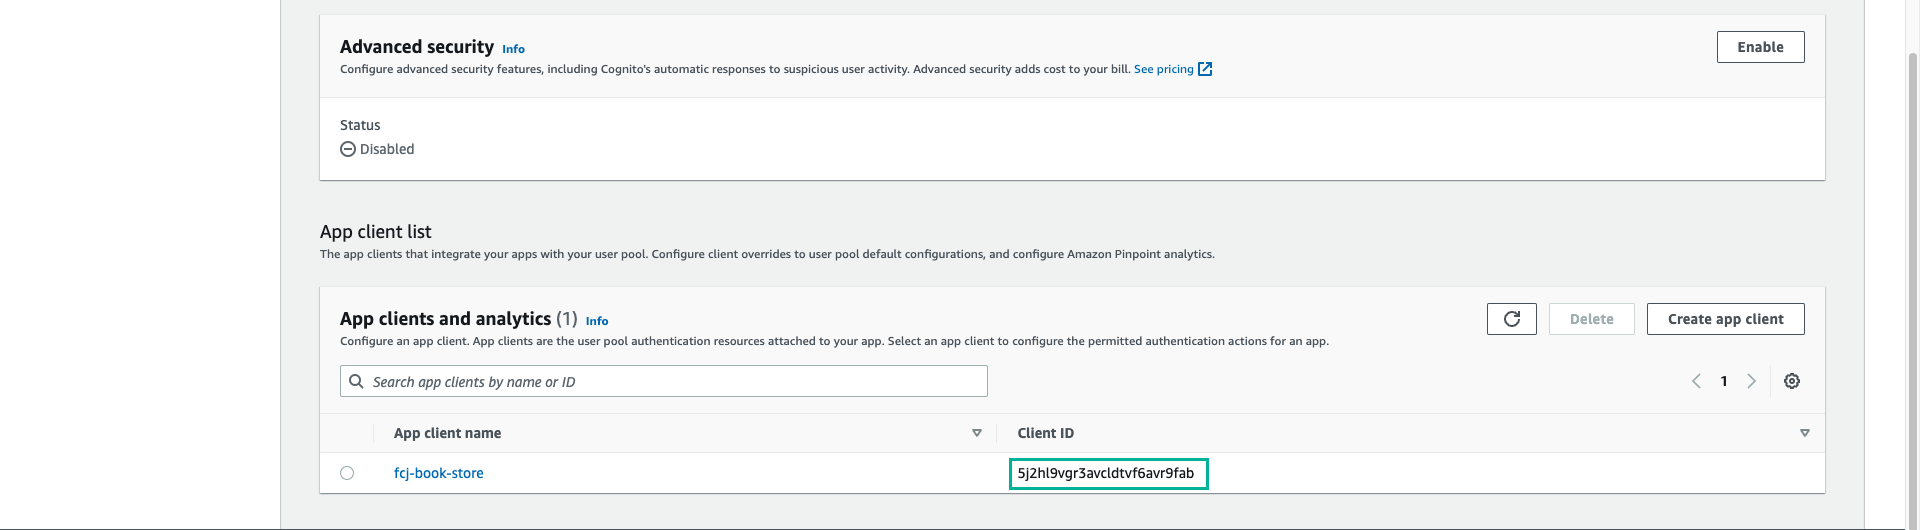 Advanced security Info
Enable
Configure advanced security features, including Cognito's automatic responses to suspicious user activity. Advanced security adds cost to your bill. See pricing
Status
Disabled
App client list
The app clients that integrate your apps with your user pool. Configure client overrides to user pool default configurations, and configure Amazon Pinpoint analytics.
App clients and analytics (1) Info
Delete
Create app client
Configure an app client. App clients are the user pool authentication resources attached to your app. Select an app client to configure the permitted authentication actions for an app.
Search app clients by name or ID
1
App client name
Client ID
fcj-book-store
5j2hl9vgr3avcldtvf6avr9fab